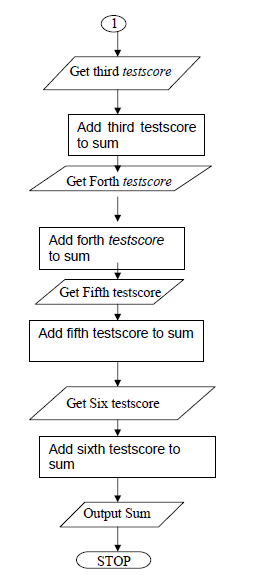 1
Get third testscore
Add third testscore
to sum
Get Forth testscore
Add forth testscore
to sum
Get Fifth testscore
Add fifth testscore to sum
Get Six testscore
Add sixth testscore to
sum
Output Sum
STOP